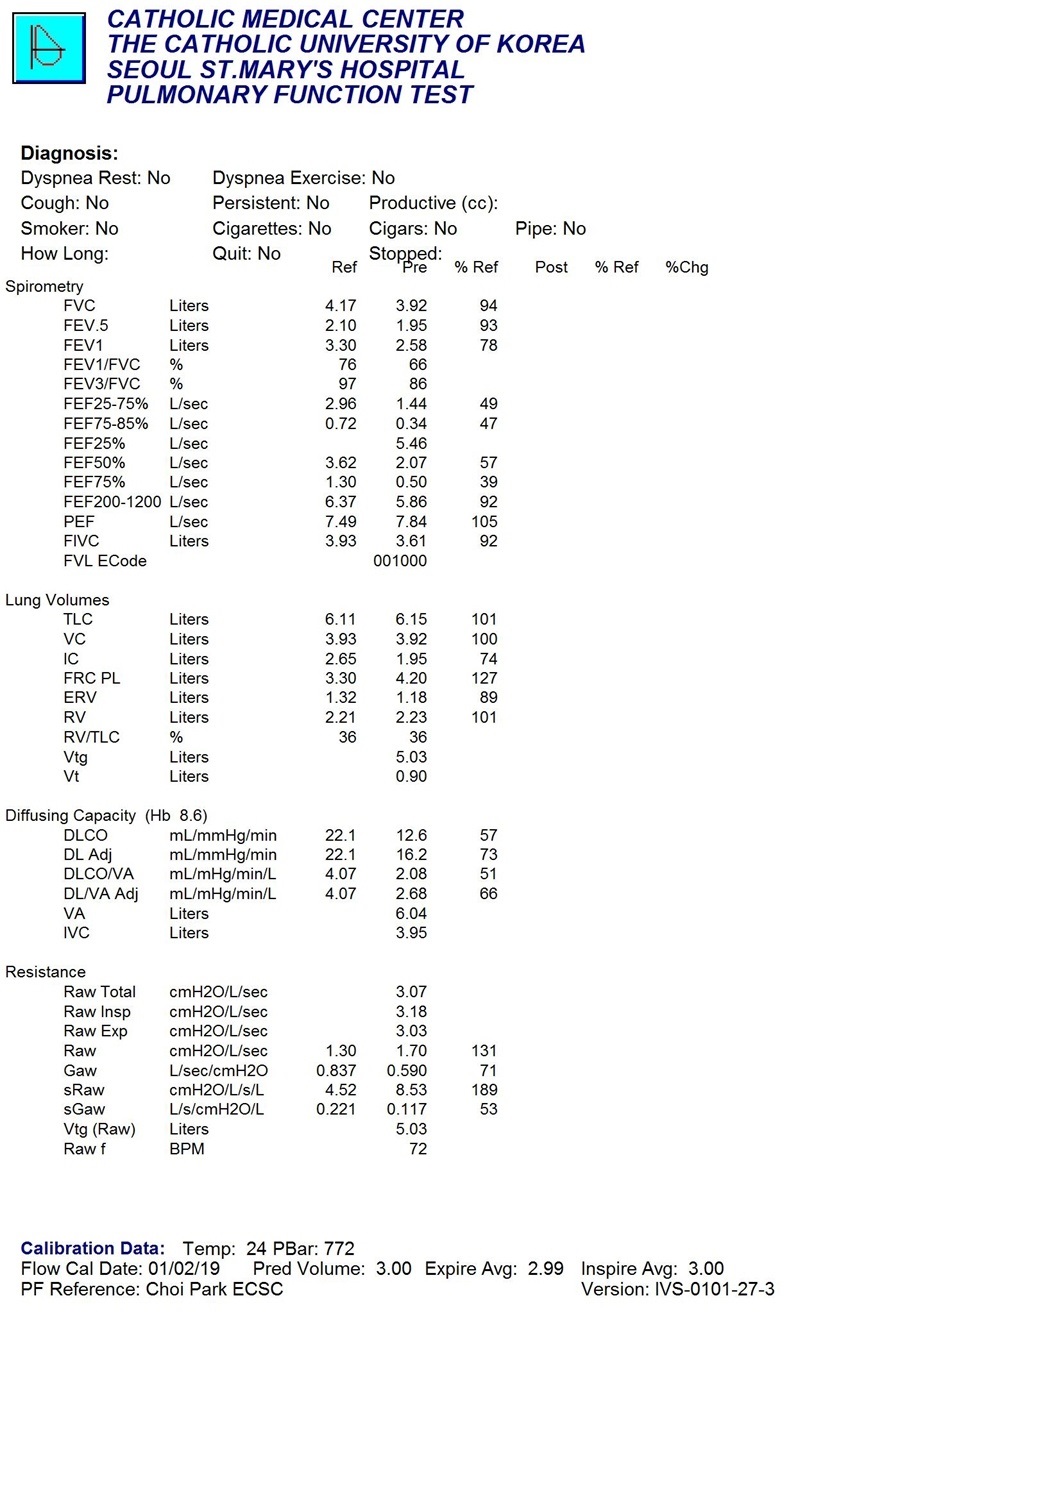 CATHOLIC MEDICAL CENTER
THE CATHOLIC UNIVERSITY OF KOREA
SEOUL ST.MARY'S HOSPITAL
PULMONARY FUNCTION TEST
Diagnosis:
Dyspnea Rest: No Dyspnea Exercise: No
Cough: No Persistent: No Productive (cc):
Smoker: No Cigarettes: No Cigars: No Pipe: No
How Long: Quit: No Stopped:
Ref Pre % Ref Post % Ref %Chg
Spirometry
FVC Liters 4.17 3.92 94
FEV.5 Liters 2.10 1.95 93
FEV1 Liters 3.30 2.58 78
FEV1/FVC % 76 66
FEV3/FVC % 97 86
FEF25-75% L/sec 2.96 1.44 49
FEF75-85% L/sec 0.72 0.34 47
FEF25% L/sec 5.46
FEF50% L/sec 3.62 2.07 57
FEF75% L/sec 1.30 0.50 39
FEF200-1200 L/sec 6.37 5.86 92
PEF L/sec 7.49 7.84 105
FIVC Liters 3.93 3.61 92
FVL ECode 001000
Lung Volumes
TLC Liters 6.11 6.15 101
VC Liters 3.93 3.92 100
IC Liters 2.65 1.95 74
FRC PL Liters 3.30 4.20 127
ERV Liters 1.32 1.18 89
RV Liters 2.21 2.23 101
RV/TLC % 36 36
Vtg Liters 5.03
Vt Liters 0.90
Diffusing Capacity (Hb 8.6)
DLCO mL/mmHg/min 22.1 12.6 57
DL Adj mL/mmHg/min 22.1 16.2 73
DLCO/VA mL/mHg/min/L 4.07 2.08 51
DL/VA Adj mL/mHg/min/L 4.07 2.68 66
VA Liters 6.04
IVC Liters 3.95
Resistance
Raw Total cmH2O/L/sec 3.07
Raw Insp cmH2O/L/sec 3.18
Raw Exp cmH2O/L/sec 3.03
Raw cmH2O/L/sec 1.30 1.70 131
Gaw L/sec/cmH2O 0.837 0.590 71
sRaw cmH2O/L/s/L 4.52 8.53 189
sGaw L/s/cmH2O/L 0.221 0.117 53
Vtg (Raw) Liters 5.03
Raw f BPM 72
Calibration Data: Temp: 24 PBar: 772
Flow Cal Date: 01/02/19 Pred Volume: 3.00 Expire Avg: 2.99 Inspire Avg: 3.00
PF Reference: Choi Park ECSC Version: IVS-0101-27-3